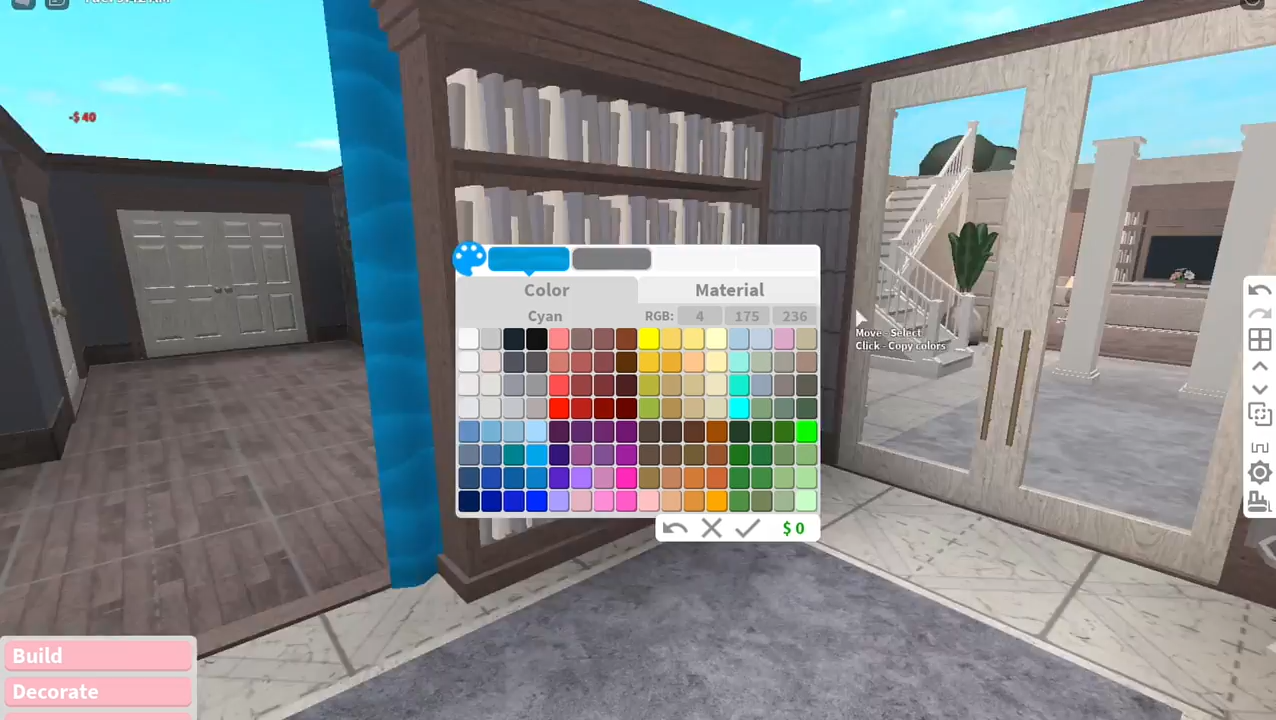 -$40
Color
Material
Cyan
RGB: 4 175 236
Move - Select
Click - Copy colors
$0
Build
Decorate